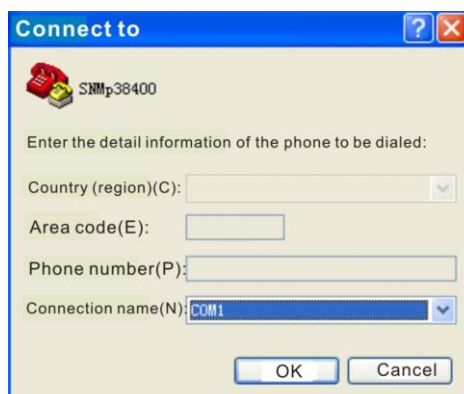 Connect to
SNMp38400
Enter the detail information of the phone to be dialed:
Country (region)(C):
Area code(E):
Phone number(P):
Connection name(N): COM1
OK Cancel